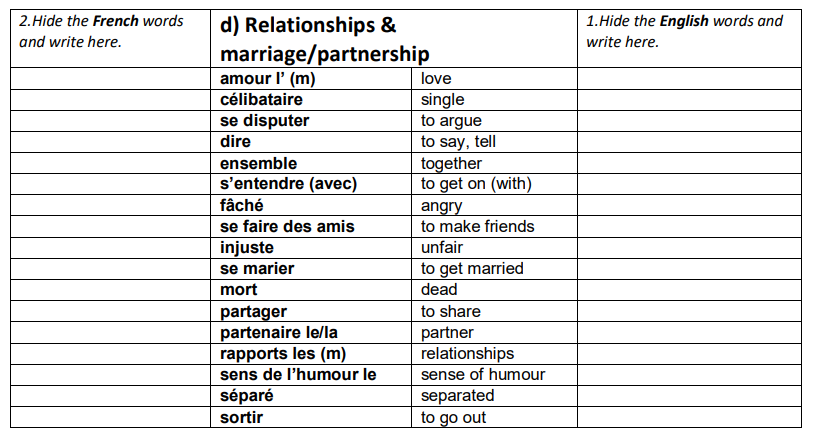 2.Hide the French words and write here.
d) Relationships & marriage/partnership
1.Hide the English words and write here.
amour l' (m) love
célibataire single
se disputer to argue
dire to say, tell
ensemble together
s'entendre (avec) to get on (with)
fâché angry
se faire des amis to make friends
injuste unfair
se marier to get married
mort dead
partager to share
partenaire le/la partner
rapports les (m) relationships
sens de l'humour le sense of humour
séparé separated
sortir to go out